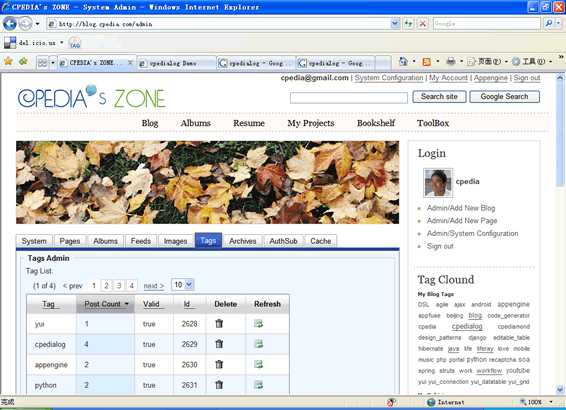 CPEDIA's ZONE - System Admin - Windows Internet Explorer
http://blog.cpedia.com/admin
Google
del.icio.us
TAG
CPEDIA's ZONE...
cpedialog Demo
cpedialog - Goog...
cpedialog - Goog...
页面(P)
工具(O)
cpedia@gmail.com | System Configuration | My Account | Appengine | Sign out
CPEDIA's ZONE
Search site
Google Search
Blog
Albums
Resume
My Projects
Bookshelf
ToolBox
Login
cpedia
Admin/Add New Blog
Admin/Add New Page
Admin/System Configuration
Sign out
System
Pages
Albums
Feeds
Images
Tags
Archives
AuthSub
Cache
Tags Admin
Tag List:
(1 of 4) < prev 1 2 3 4 next > 10
Tag Post Count Valid Id Delete Refresh
yui 1 true 2628
cpedialog 4 true 2629
appengine 2 true 2630
python 2 true 2631
Tag Clound
My Blog Tags
DSL agile ajax android appengine
appfuse beijing blog code_generator
cpedia cpedialog cpediamond
design_patterns django editable_table
hibernate java life liferay love mobile
music php portal python recaptcha soa
spring struts work workflow youtube
yui yui_connection yui_datatable yui_grid
完成
Internet
100%